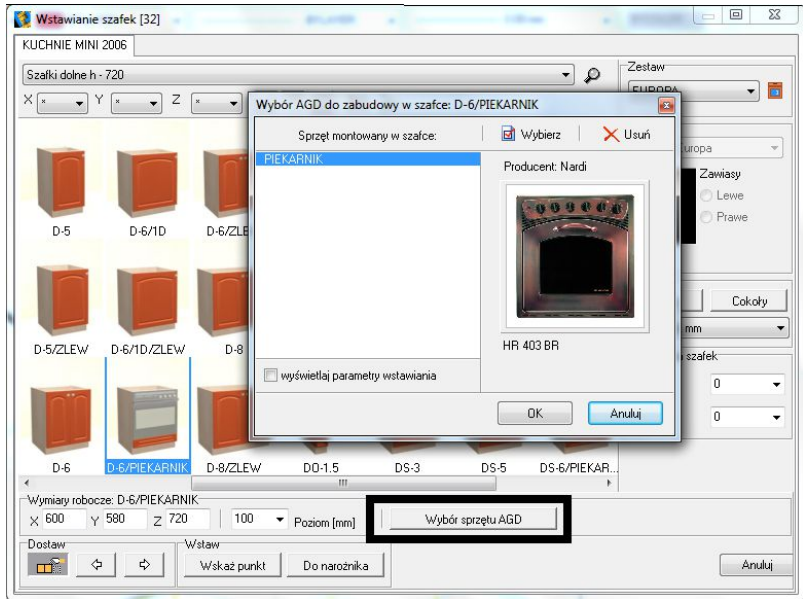 Wstawianie szafek [32]
KUCHNIE MINI 2006
Szafki dolne h - 720
Zestaw
EUROPA
X * Y * Z *
Wybór AGD do zabudowy w szafce: D-6/PIEKARNIK
Sprzęt montowany w szafce:
Wybierz
Usuń
PIEKARNIK
Producent: Nardi
HR 403 BR
wyświetlaj parametry wstawiania
OK
Anuluj
uropa
Zawiasy
Lewe
Prawe
Cokoły
mm
szafek
0
0
D-5
D-6/1D
D-6/ZLE
D-5/ZLEW
D-6/1D/ZLEW
D-8
D-6
D-6/PIEKARNIK
D-8/ZLEW
DO-1.5
DS-3
DS-5
DS-6/PIEKAR...
Wymiary robocze: D-6/PIEKARNIK
X 600 Y 580 Z 720 100 Poziom [mm]
Wybór sprzętu AGD
Dostaw
Wstaw
Wskaż punkt
Do narożnika
Anuluj